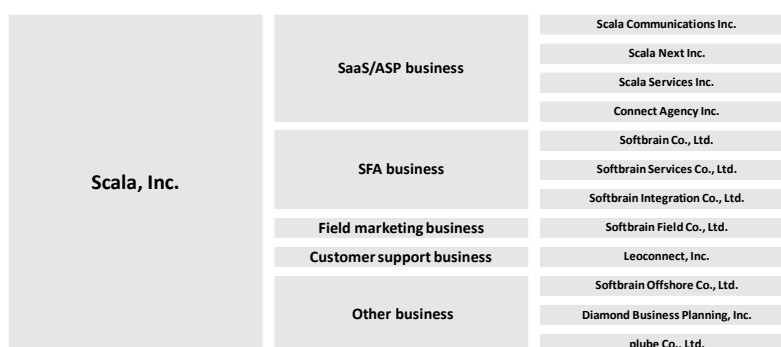 Scala, Inc.
SaaS/ASP business
Scala Communications Inc.
Scala Next Inc.
Scala Services Inc.
Connect Agency Inc.
SFA business
Softbrain Co., Ltd.
Softbrain Services Co., Ltd.
Softbrain Integration Co., Ltd.
Field marketing business
Softbrain Field Co., Ltd.
Customer support business
Leoconnect, Inc.
Other business
Softbrain Offshore Co., Ltd.
Diamond Business Planning, Inc.
plube Co., Ltd.